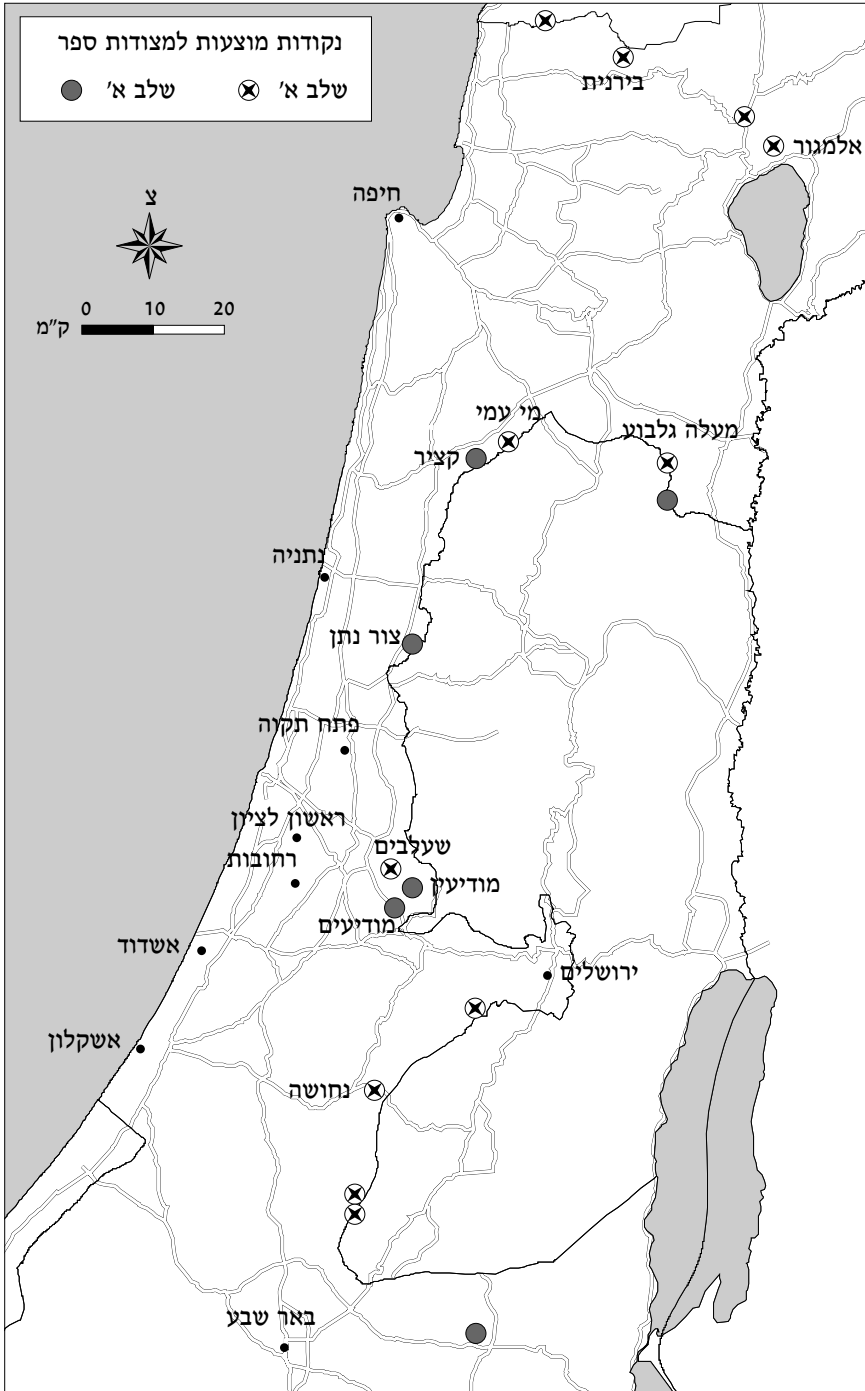 נקודות מוצעות למצודות ספר
שלב א' שלב א'
בירנית
אלמגור
צ
חיפה
0 10 20
ק"מ
מי עמי
מעלה גלבוע
קציר
נתניה
צור נתן
פתח תקוה
ראשון לציון
שעלבים
רחובות
מודיעין
מודיעים
אשדוד
ירושלים
אשקלון
נחושה
באר שבע